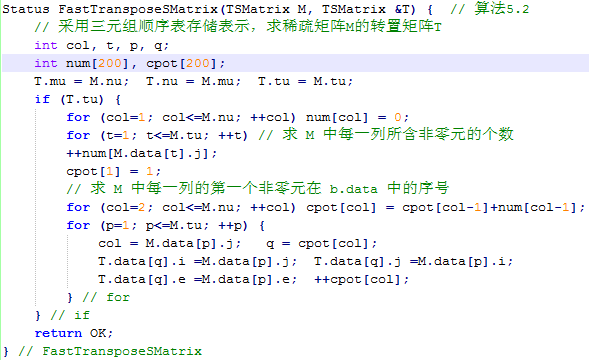 Status FastTransposeSMatrix(TSMatrix M, TSMatrix &T) {  // 算法5.2
// 采用三元组顺序表存储表示，求稀疏矩阵M的转置矩阵T
int col, t, p, q;
int num[200], cpot[200];
T.mu = M.nu;  T.nu = M.mu;  T.tu = M.tu;
if (T.tu) {
for (col=1; col<=M.nu; ++col) num[col] = 0;
for (t=1; t<=M.tu; ++t) // 求 M 中每一列所含非零元的个数
++num[M.data[t].j];
cpot[1] = 1;
// 求 M 中每一列的第一个非零元在 b.data 中的序号
for (col=2; col<=M.nu; ++col) cpot[col] = cpot[col-1]+num[col-1];
for (p=1; p<=M.tu; ++p) {
col = M.data[p].j;   q = cpot[col];
T.data[q].i =M.data[p].j;  T.data[q].j =M.data[p].i;
T.data[q].e =M.data[p].e;  ++cpot[col];
} // for
} // if
return OK;
} // FastTransposeSMatrix